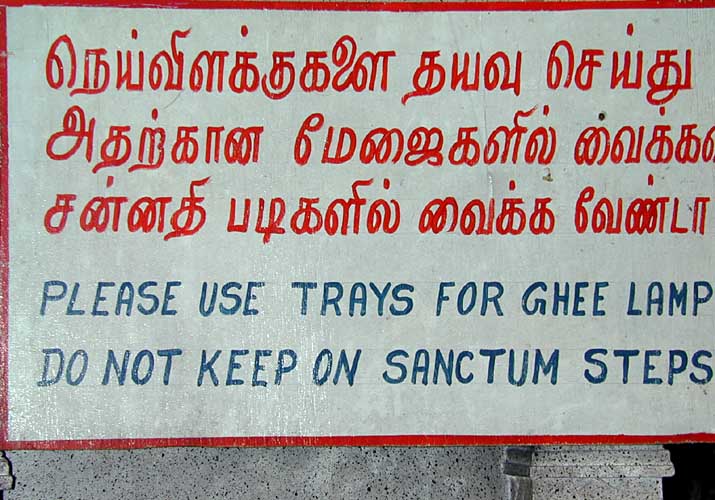 நெய்விளக்குகளை தயவு செய்து
அதற்கான மேஜைகளில் வைக்க
சன்னதி படிகளில் வைக்க வேண்டா
PLEASE USE TRAYS FOR GHEE LAMP
DO NOT KEEP ON SANCTUM STEPS